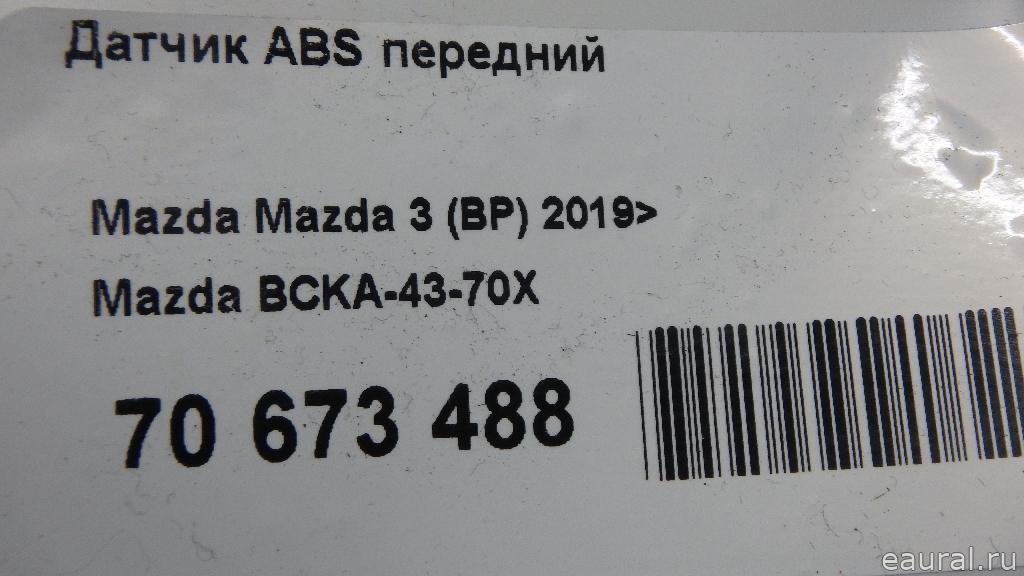 Датчик ABS передний
Mazda Mazda 3 (BP) 2019>
Mazda BCKA-43-70X
70 673 488
eaural.ru